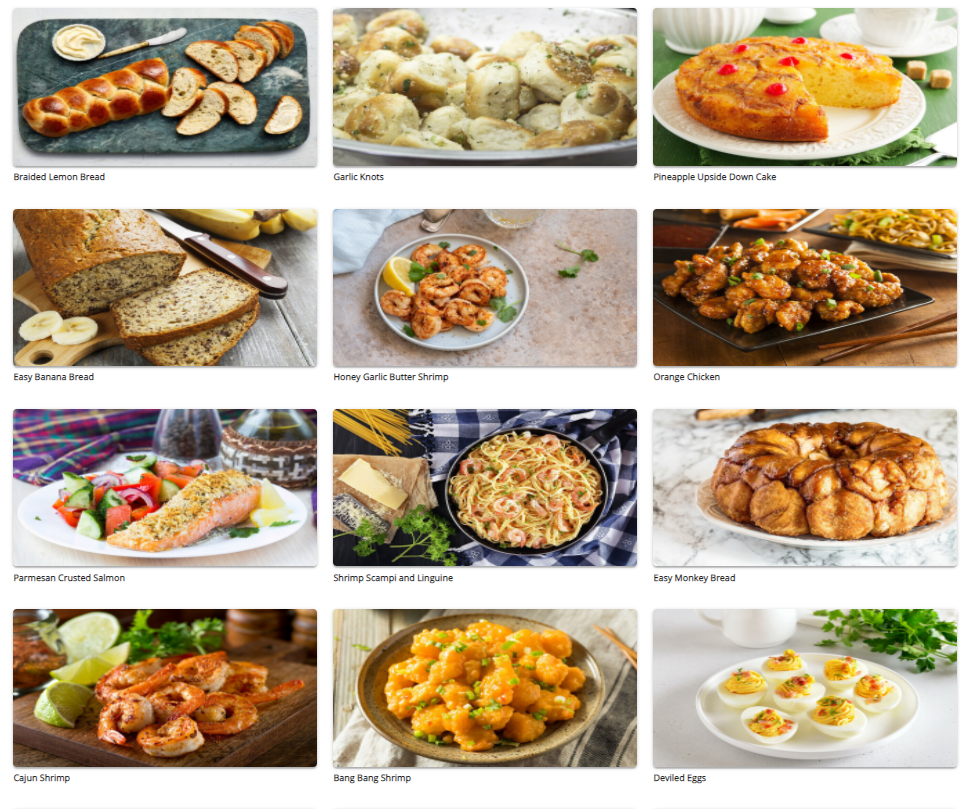 Braided Lemon Bread
Garlic Knots
Pineapple Upside Down Cake
Easy Banana Bread
Honey Garlic Butter Shrimp
Orange Chicken
Parmesan Crusted Salmon
Shrimp Scampi and Linguine
Easy Monkey Bread
Cajun Shrimp
Bang Bang Shrimp
Deviled Eggs